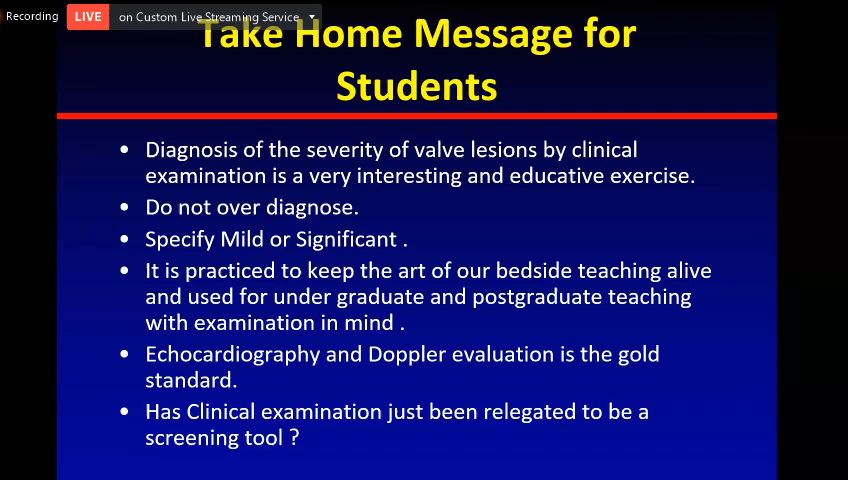 Recording
LIVE on Custom Live Streaming Service
Take Home Message for
Students
• Diagnosis of the severity of valve lesions by clinical
examination is a very interesting and educative exercise.
• Do not over diagnose.
• Specify Mild or Significant .
• It is practiced to keep the art of our bedside teaching alive
and used for under graduate and postgraduate teaching
with examination in mind .
• Echocardiography and Doppler evaluation is the gold
standard.
• Has Clinical examination just been relegated to be a
screening tool ?